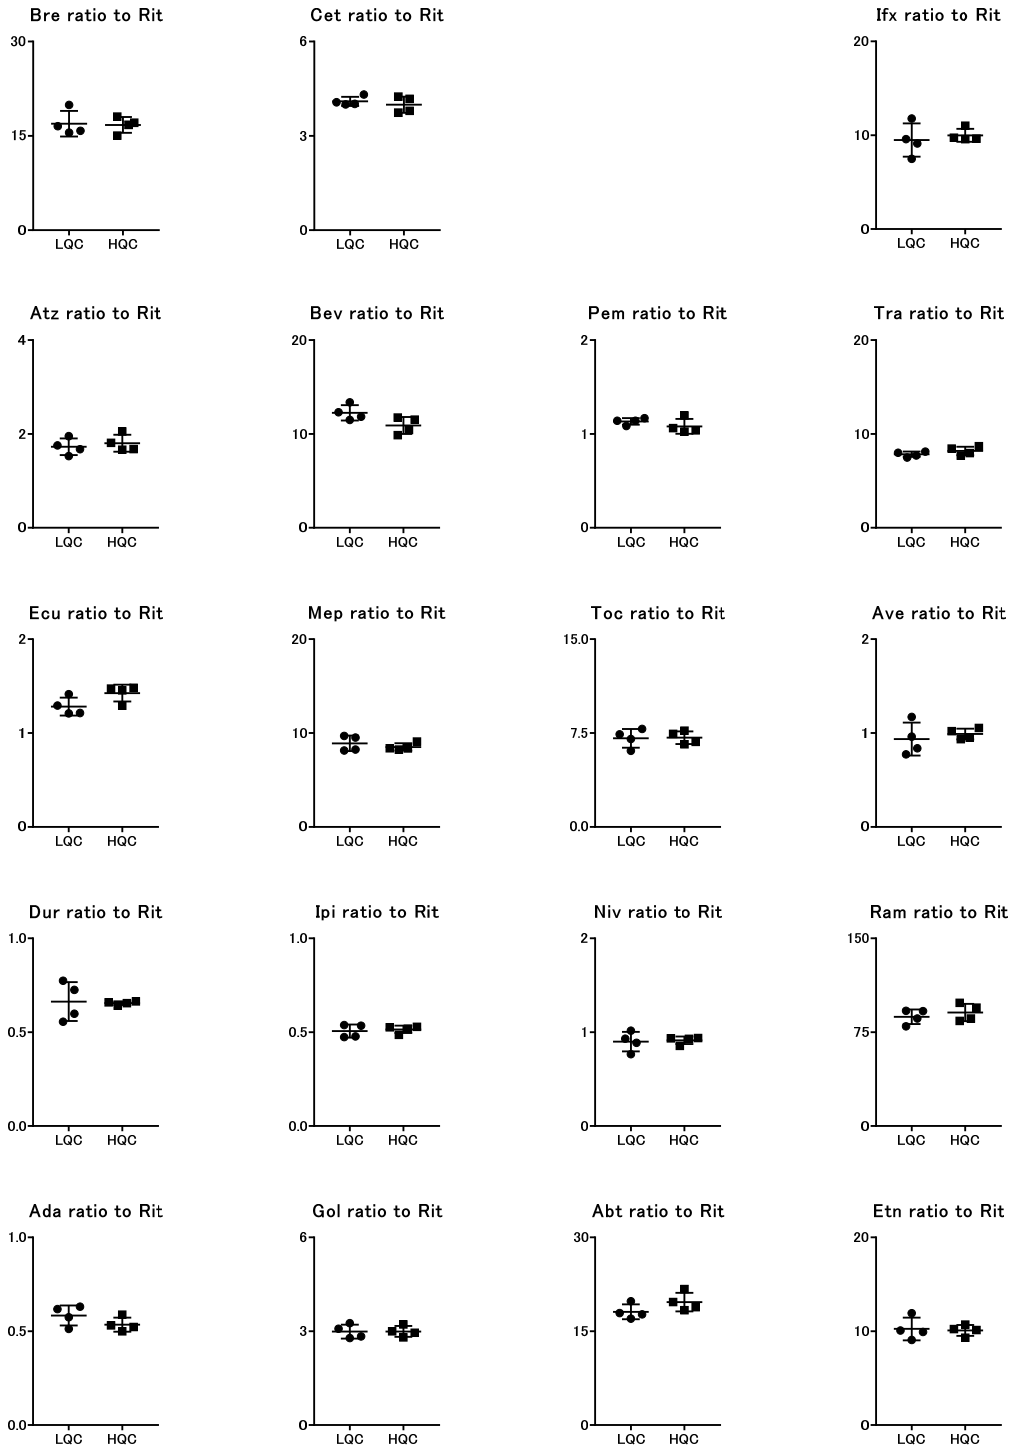 Bre ratio to Rit
30
15
0
LQC HQC
Cet ratio to Rit
6
3
0
LQC HQC
Ifx ratio to Rit
20
10
0
LQC HQC
Atz ratio to Rit
4
2
0
LQC HQC
Bev ratio to Rit
20
10
0
LQC HQC
Pem ratio to Rit
2
1
0
LQC HQC
Tra ratio to Rit
20
10
0
LQC HQC
Ecu ratio to Rit
2
1
0
LQC HQC
Mep ratio to Rit
20
10
0
LQC HQC
Toc ratio to Rit
15.0
7.5
0.0
LQC HQC
Ave ratio to Rit
2
1
0
LQC HQC
Dur ratio to Rit
1.0
0.5
0.0
LQC HQC
Ipi ratio to Rit
1.0
0.5
0.0
LQC HQC
Niv ratio to Rit
2
1
0
LQC HQC
Ram ratio to Rit
150
75
0
LQC HQC
Ada ratio to Rit
1.0
0.5
0.0
LQC HQC
Gol ratio to Rit
6
3
0
LQC HQC
Abt ratio to Rit
30
15
0
LQC HQC
Etn ratio to Rit
20
10
0
LQC HQC